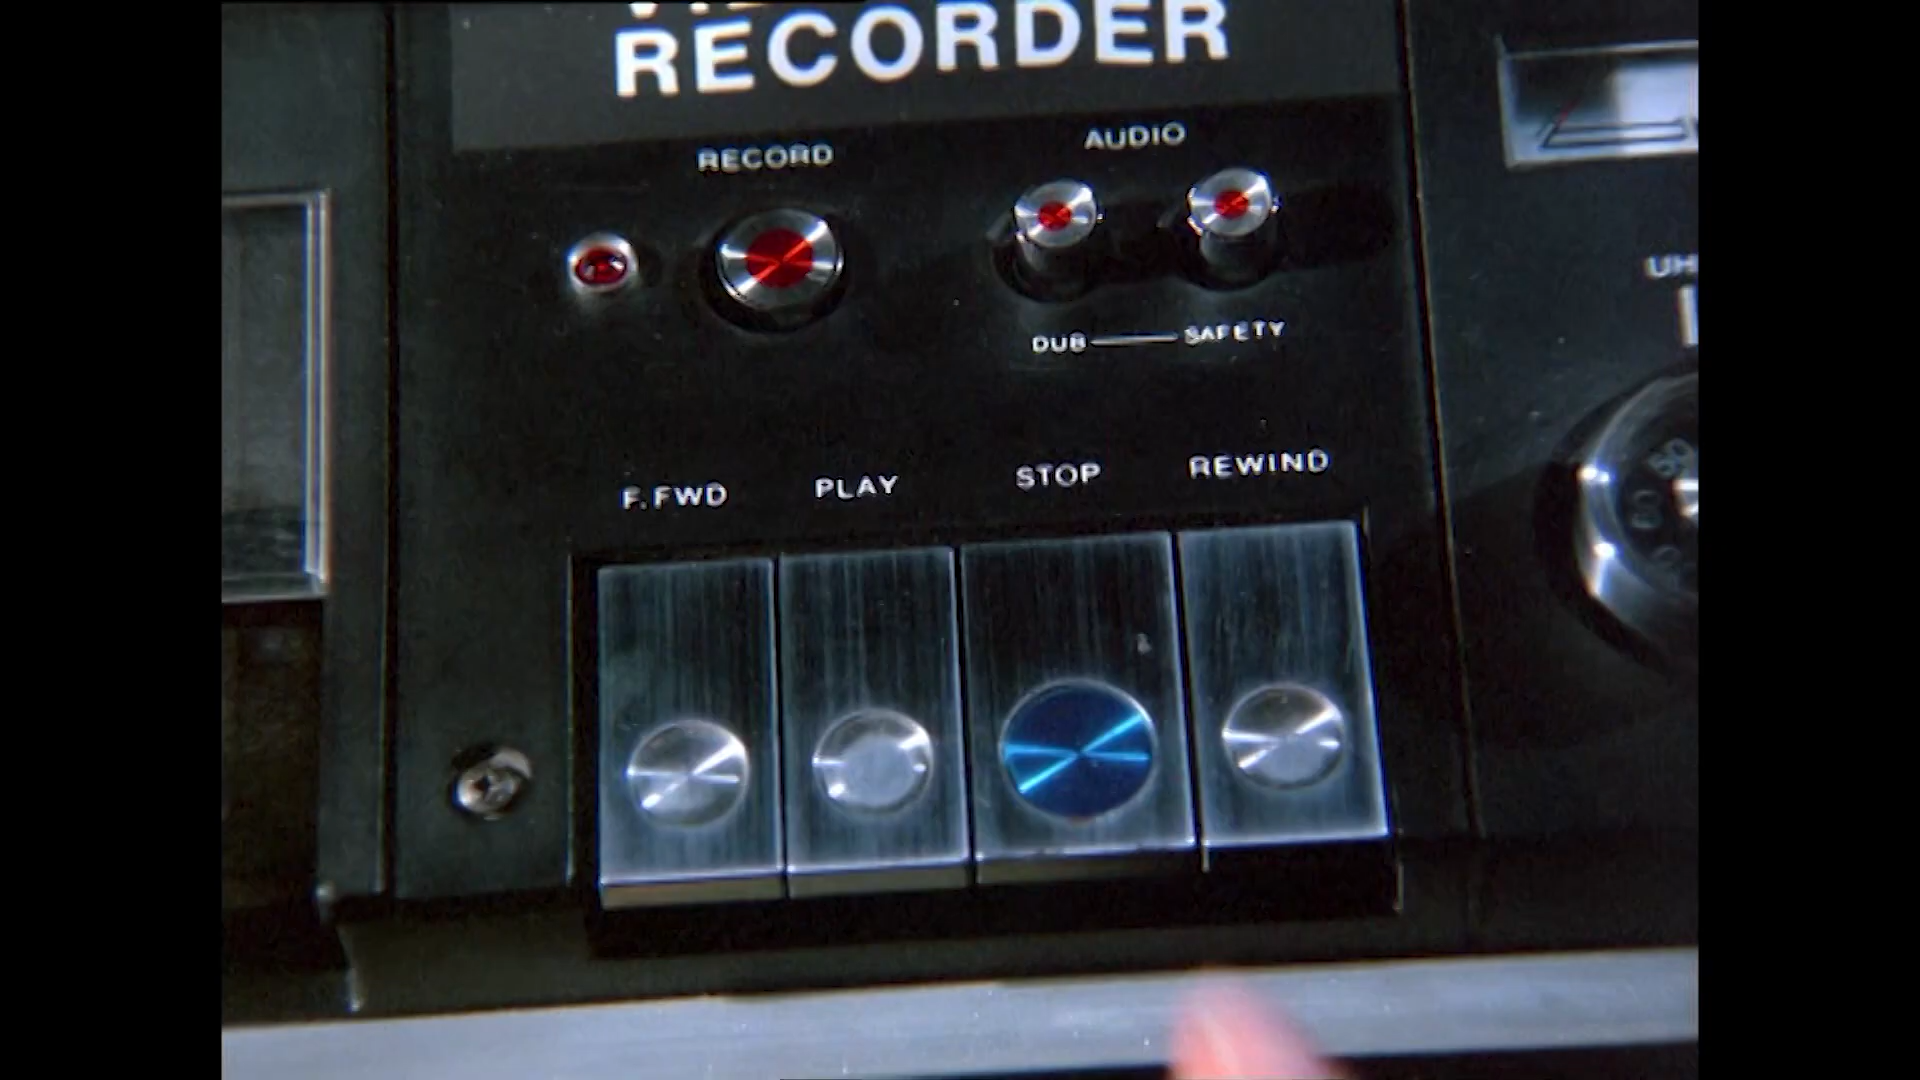 RECORDER
RECORD
AUDIO
DUB
SAFETY
F. FWD
PLAY
STOP
REWIND